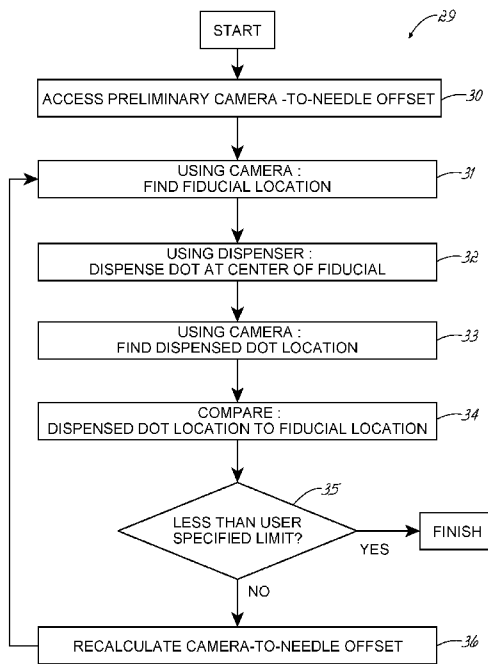 START
29
ACCESS PRELIMINARY CAMERA -TO-NEEDLE OFFSET
30
USING CAMERA :
FIND FIDUCIAL LOCATION
31
USING DISPENSER :
DISPENSE DOT AT CENTER OF FIDUCIAL
32
USING CAMERA :
FIND DISPENSED DOT LOCATION
33
COMPARE :
DISPENSED DOT LOCATION TO FIDUCIAL LOCATION
34
35
LESS THAN USER
SPECIFIED LIMIT?
YES
FINISH
NO
RECALCULATE CAMERA-TO-NEEDLE OFFSET
36